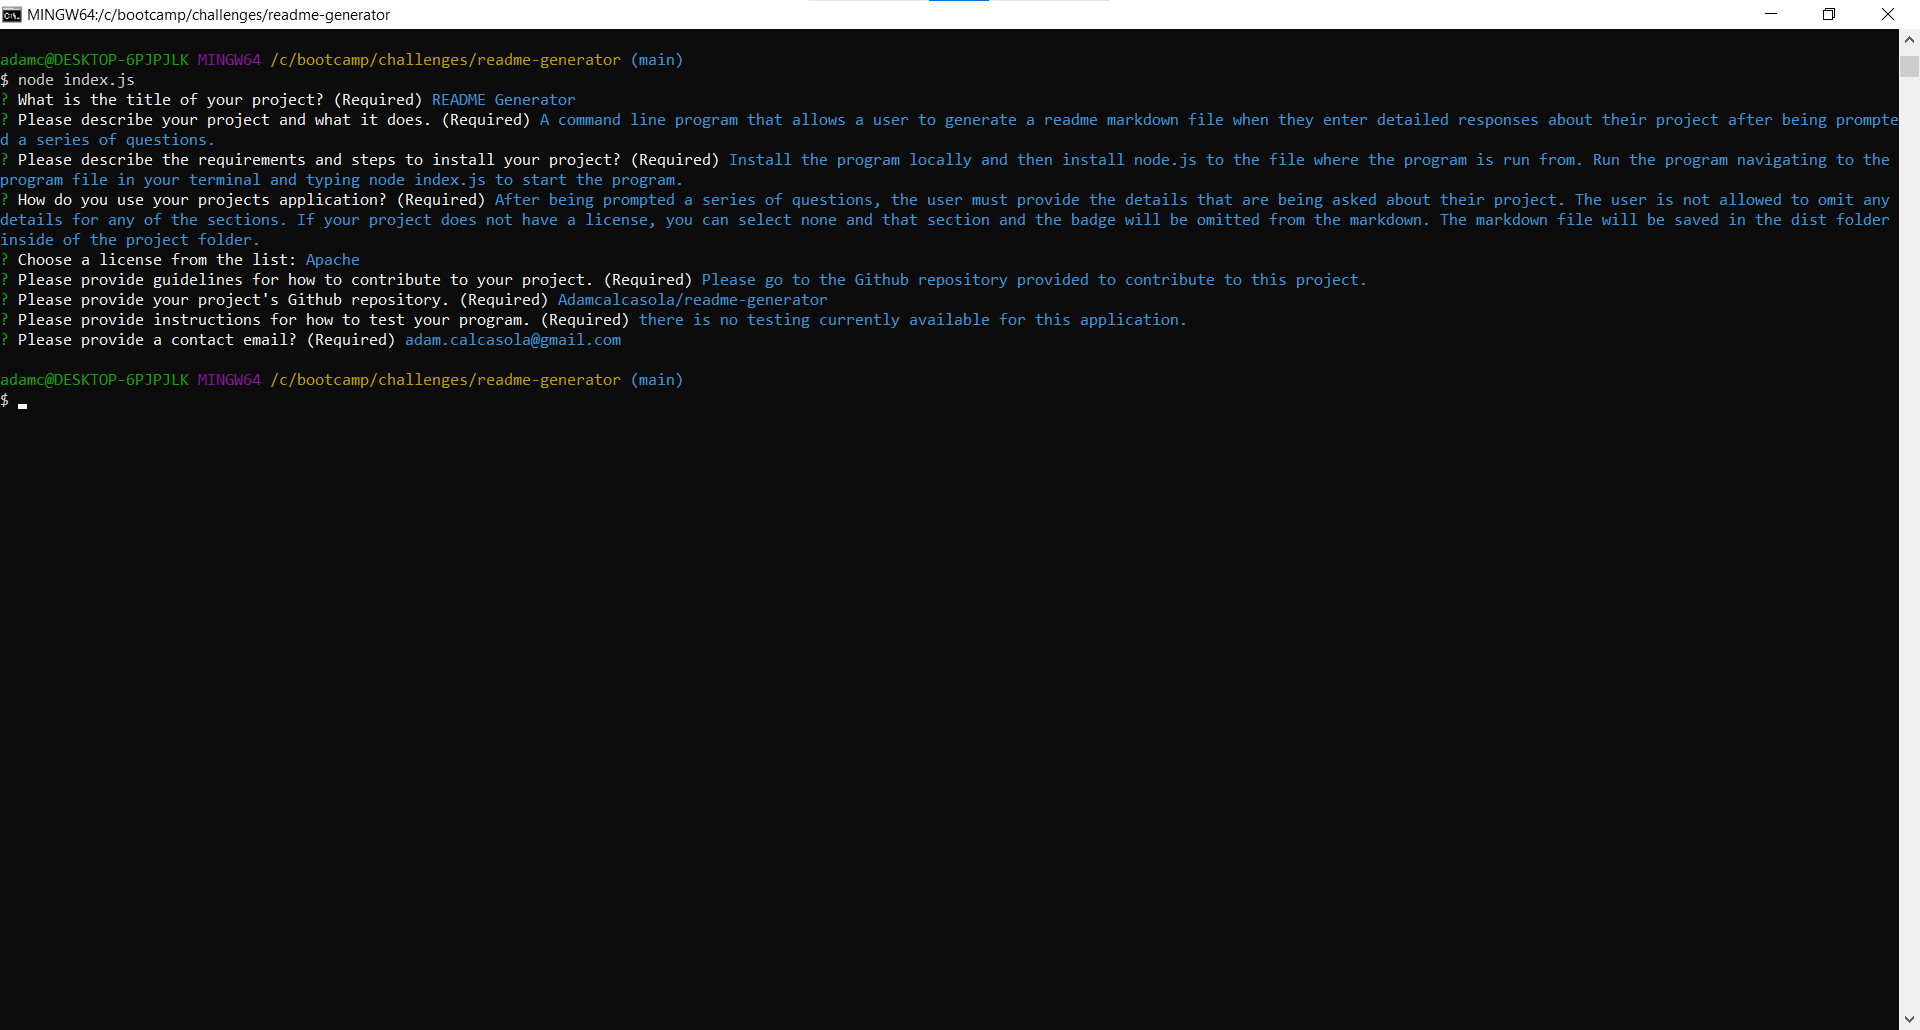 MINGW64:/c/bootcamp/challenges/readme-generator
adamc@DESKTOP-6PJPJLK MINGW64 /c/bootcamp/challenges/readme-generator (main)
$ node index.js
? What is the title of your project? (Required) README Generator
? Please describe your project and what it does. (Required) A command line program that allows a user to generate a readme markdown file when they enter detailed responses about their project after being prompte
d a series of questions.
? Please describe the requirements and steps to install your project? (Required) Install the program locally and then install node.js to the file where the program is run from. Run the program navigating to the
program file in your terminal and typing node index.js to start the program.
? How do you use your projects application? (Required) After being prompted a series of questions, the user must provide the details that are being asked about their project. The user is not allowed to omit any
details for any of the sections. If your project does not have a license, you can select none and that section and the badge will be omitted from the markdown. The markdown file will be saved in the dist folder
inside of the project folder.
? Choose a license from the list: Apache
? Please provide guidelines for how to contribute to your project. (Required) Please go to the Github repository provided to contribute to this project.
? Please provide your project's Github repository. (Required) Adamcalcasola/readme-generator
? Please provide instructions for how to test your program. (Required) there is no testing currently available for this application.
? Please provide a contact email? (Required) adam.calcasola@gmail.com
adamc@DESKTOP-6PJPJLK MINGW64 /c/bootcamp/challenges/readme-generator (main)
$